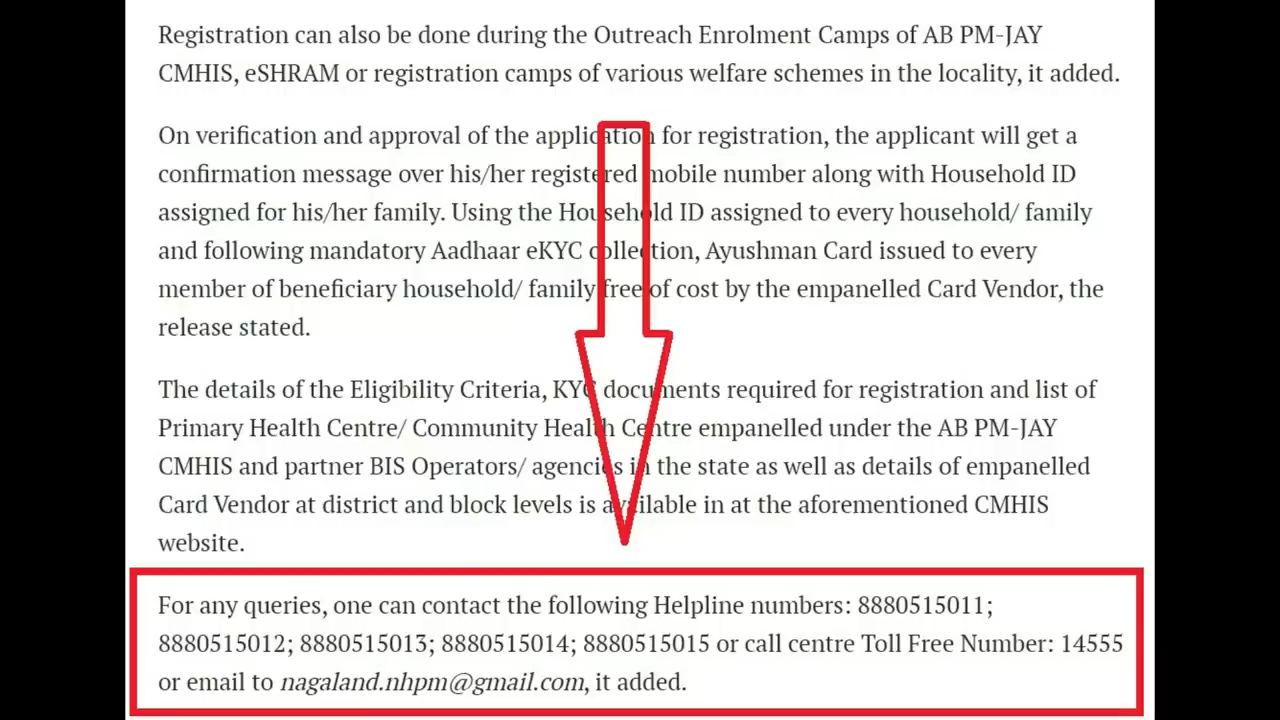 Registration can also be done during the Outreach Enrolment Camps of AB PM-JAY
CMHIS, eSHRAM or registration camps of various welfare schemes in the locality, it added.
On verification and approval of the application for registration, the applicant will get a
confirmation message over his/her registered mobile number along with Household ID
assigned for his/her family. Using the Household ID assigned to every household/ family
and following mandatory Aadhaar eKYC collection, Ayushman Card issued to every
member of beneficiary household/ family free of cost by the empanelled Card Vendor, the
release stated.
The details of the Eligibility Criteria, KYC documents required for registration and list of
Primary Health Centre/ Community Health Centre empanelled under the AB PM-JAY
CMHIS and partner BIS Operators/ agencies in the state as well as details of empanelled
Card Vendor at district and block levels is available in at the aforementioned CMHIS
website.
For any queries, one can contact the following Helpline numbers: 8880515011;
8880515012; 8880515013; 8880515014; 8880515015 or call centre Toll Free Number: 14555
or email to nagaland.nhpm@gmail.com, it added.